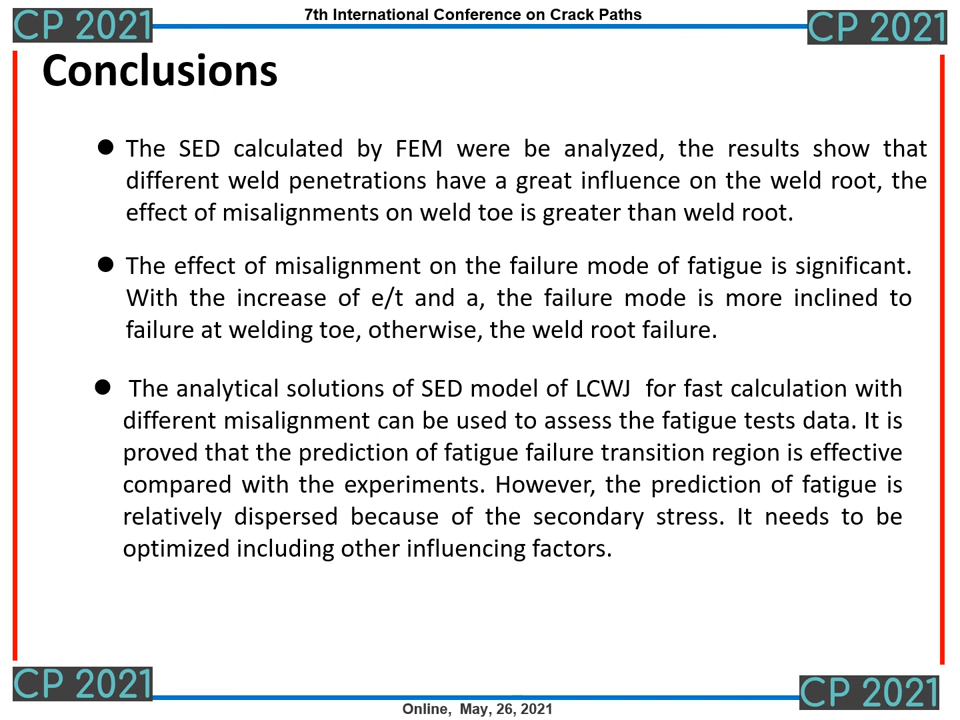 7th International Conference on Crack Paths
CP 2021
CP 2021
Conclusions
● The SED calculated by FEM were be analyzed, the results show that
different weld penetrations have a great influence on the weld root, the
effect of misalignments on weld toe is greater than weld root.
● The effect of misalignment on the failure mode of fatigue is significant.
With the increase of e/t and a, the failure mode is more inclined to
failure at welding toe, otherwise, the weld root failure.
● The analytical solutions of SED model of LCWJ for fast calculation with
different misalignment can be used to assess the fatigue tests data. It is
proved that the prediction of fatigue failure transition region is effective
compared with the experiments. However, the prediction of fatigue is
relatively dispersed because of the secondary stress. It needs to be
optimized including other influencing factors.
CP 2021
CP 2021
Online, May, 26, 2021